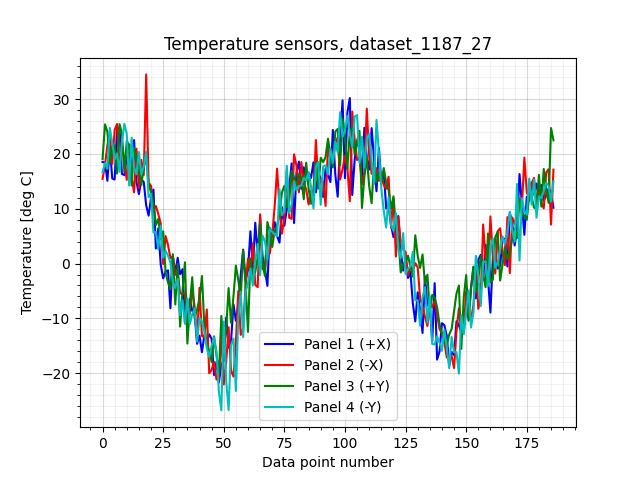 Temperature sensors, dataset_1187_27
Temperature [deg C]
30
20
10
0
−10
−20
Panel 1 (+X)
Panel 2 (-X)
Panel 3 (+Y)
Panel 4 (-Y)
0 25 50 75 100 125 150 175
Data point number